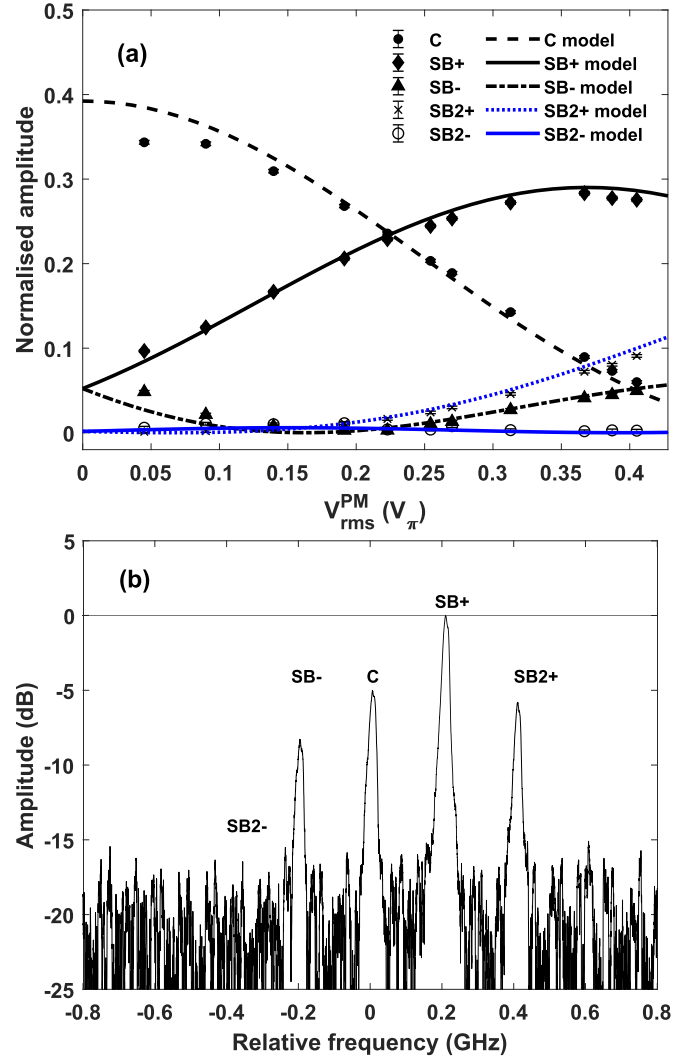 (a)
C
C model
SB+
SB+ model
SB-
SB- model
SB2+
SB2+ model
SB2-
SB2- model
0.4
0.3
0.2
0.1
0
Normalised amplitude
0 0.05 0.1 0.15 0.2 0.25 0.3 0.35 0.4
V_rms^PM (V_π)
(b)
5
0
-5
-10
-15
-20
-25
Amplitude (dB)
SB+
SB-
C
SB2+
SB2-
-0.8 -0.6 -0.4 -0.2 0 0.2 0.4 0.6 0.8
Relative frequency (GHz)